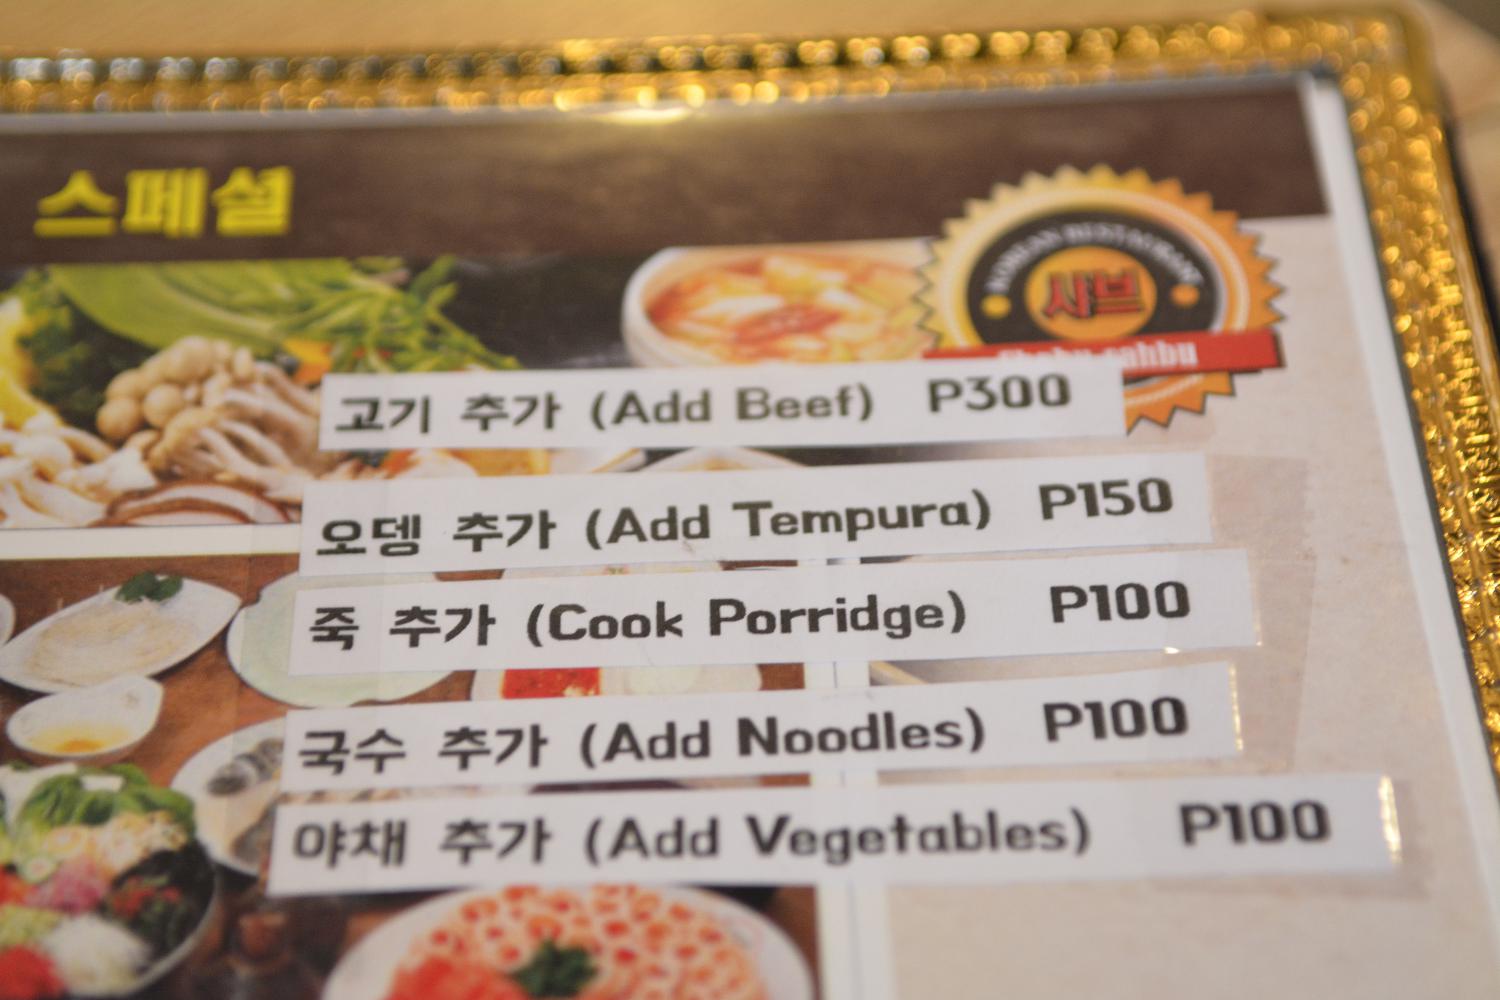 스페셜
KOREAN RESTAURANT
샤브
고기 추가 (Add Beef) P300
오뎅 추가 (Add Tempura) P150
죽 추가 (Cook Porridge) P100
국수 추가 (Add Noodles) P100
야채 추가 (Add Vegetables) P100